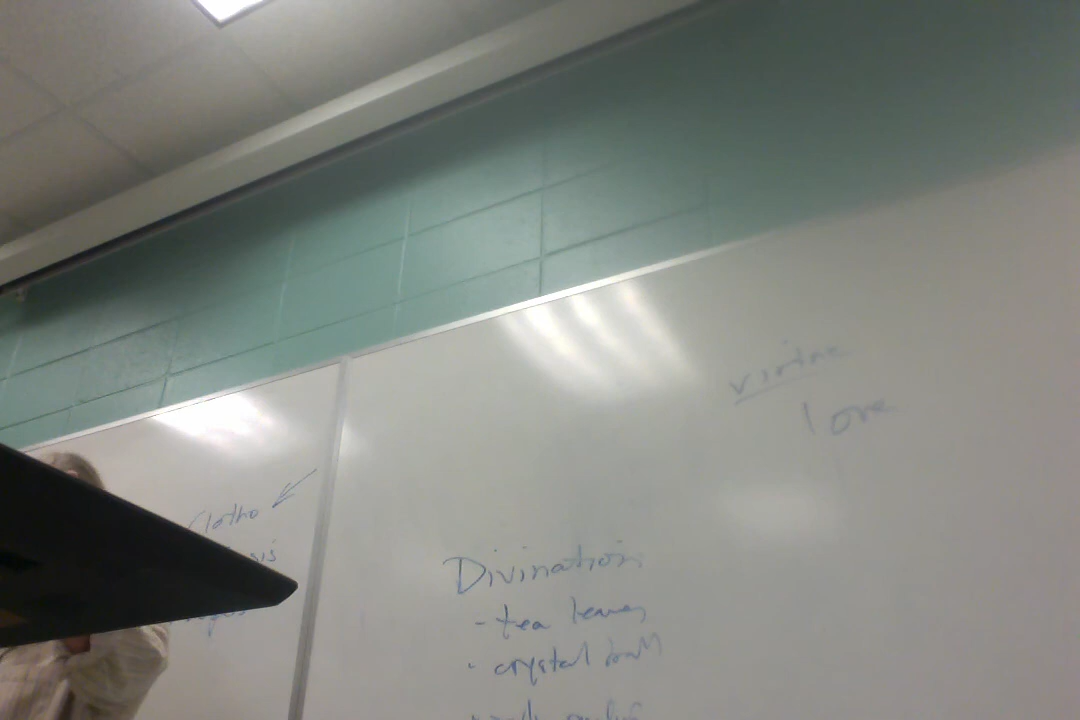 Clotho
virtue
love
Divination
- tea leaves
- crystal ball